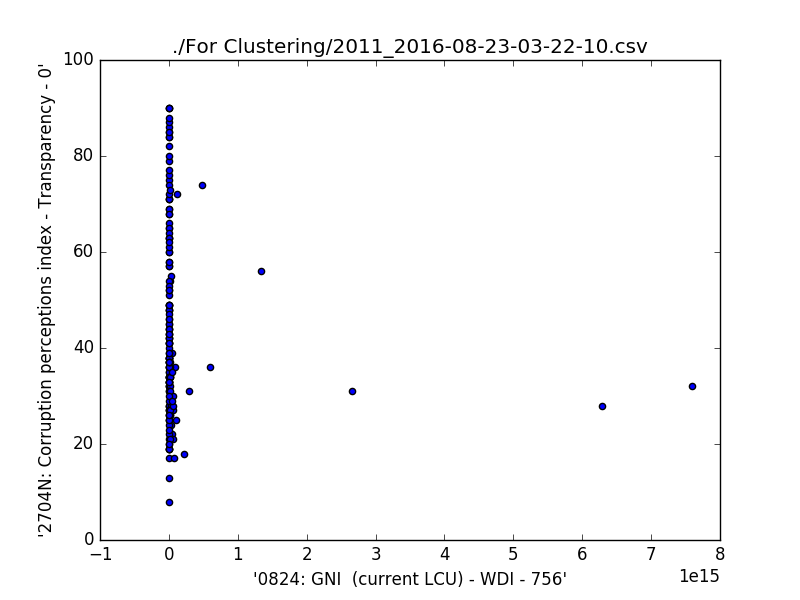 ./For Clustering/2011_2016-08-23-03-22-10.csv
100
80
60
40
20
0
'2704N: Corruption perceptions index - Transparency - 0'
−1 0 1 2 3 4 5 6 7 8
1e15
'0824: GNI  (current LCU) - WDI - 756'